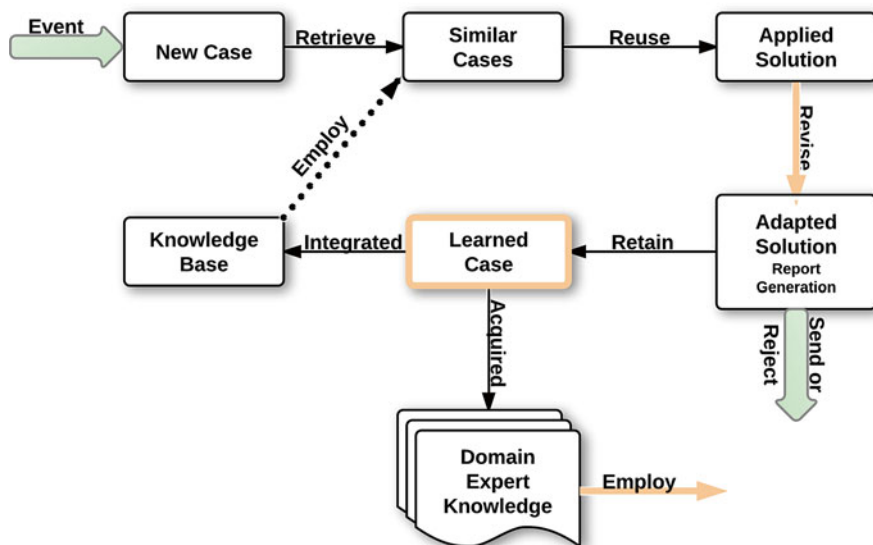 Event
New Case
Retrieve
Similar
Cases
Reuse
Applied
Solution
Revise
Employ
Knowledge
Base
Integrated
Learned
Case
Retain
Adapted
Solution
Report
Generation
Acquired
Send or
Reject
Domain
Expert
Knowledge
Employ